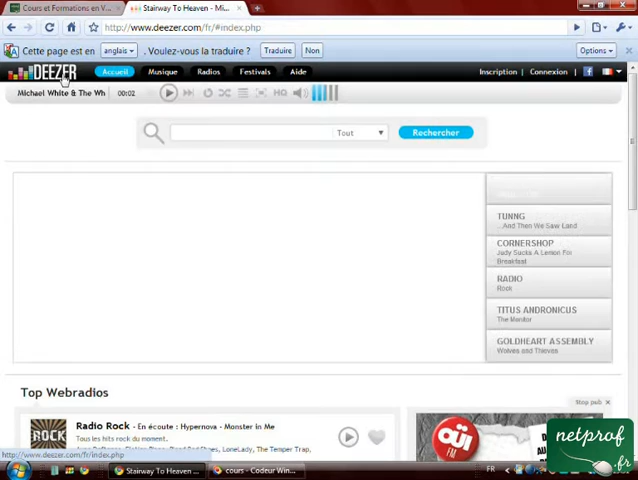 Cours et Formations en V...
Stairway To Heaven - Mi...
http://www.deezer.com/fr/#index.php
Cette page est en anglais . Voulez-vous la traduire ? Traduire Non Options
DEEZER Accueil Musique Radios Festivals Aide Inscription Connexion
Michael White & The Wh 00:02 HQ
Tout Rechercher
TUNNG
...And Then We Saw Land
CORNERSHOP
Judy Sucks A Lemon For
Breakfast
RADIO
Rock
TITUS ANDRONICUS
The Monitor
GOLDHEART ASSEMBLY
Wolves and Thieves
Top Webradios
Stop pub x
ROCK
Radio Rock - En écoute : Hypernova - Monster in Me
Tous les hits rock du moment.
LoneLady, The Temper Trap,
OÜI
FM
netprof
.fr
http://www.deezer.com/fr/index.php
Stairway To Heaven ...
cours - Codeur Win...
FR